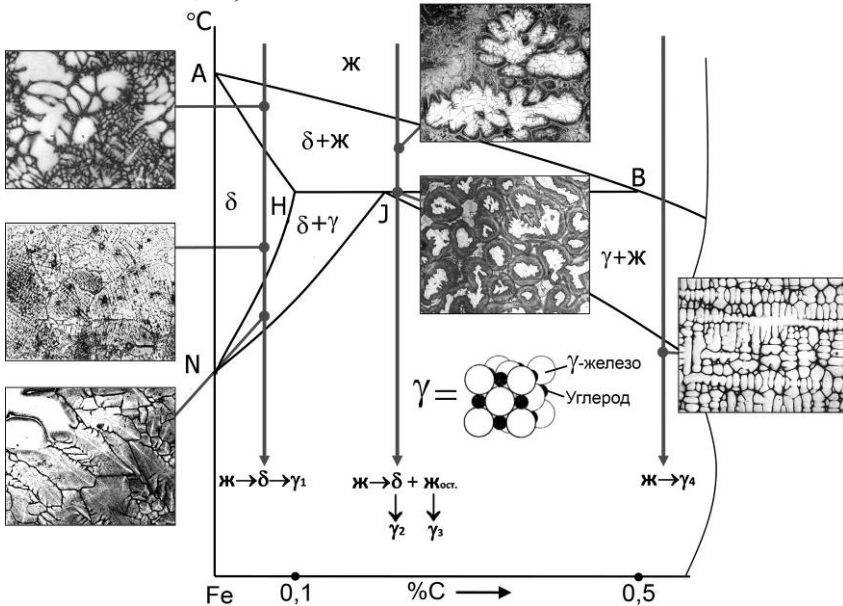 °C
A
ж
δ+ж
B
δ
H
δ+γ
J
γ+ж
N
γ=
γ-железо
Углерод
ж→δ→γ₁
ж→δ + жост.
γ₂ γ₃
ж→γ₄
Fe 0,1 %C 0,5